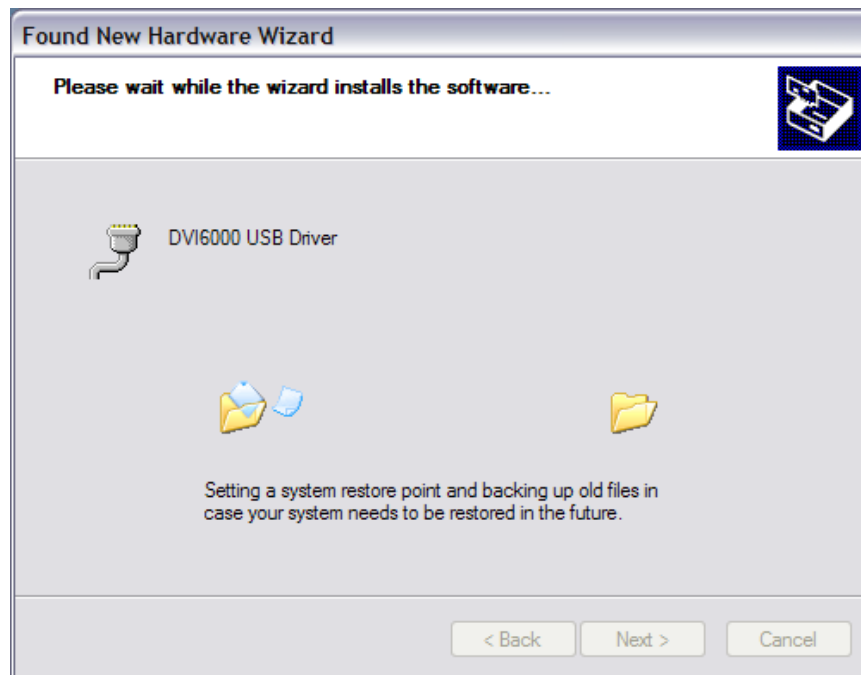 Found New Hardware Wizard
Please wait while the wizard installs the software...
DVI6000 USB Driver
Setting a system restore point and backing up old files in
case your system needs to be restored in the future.
< Back Next > Cancel